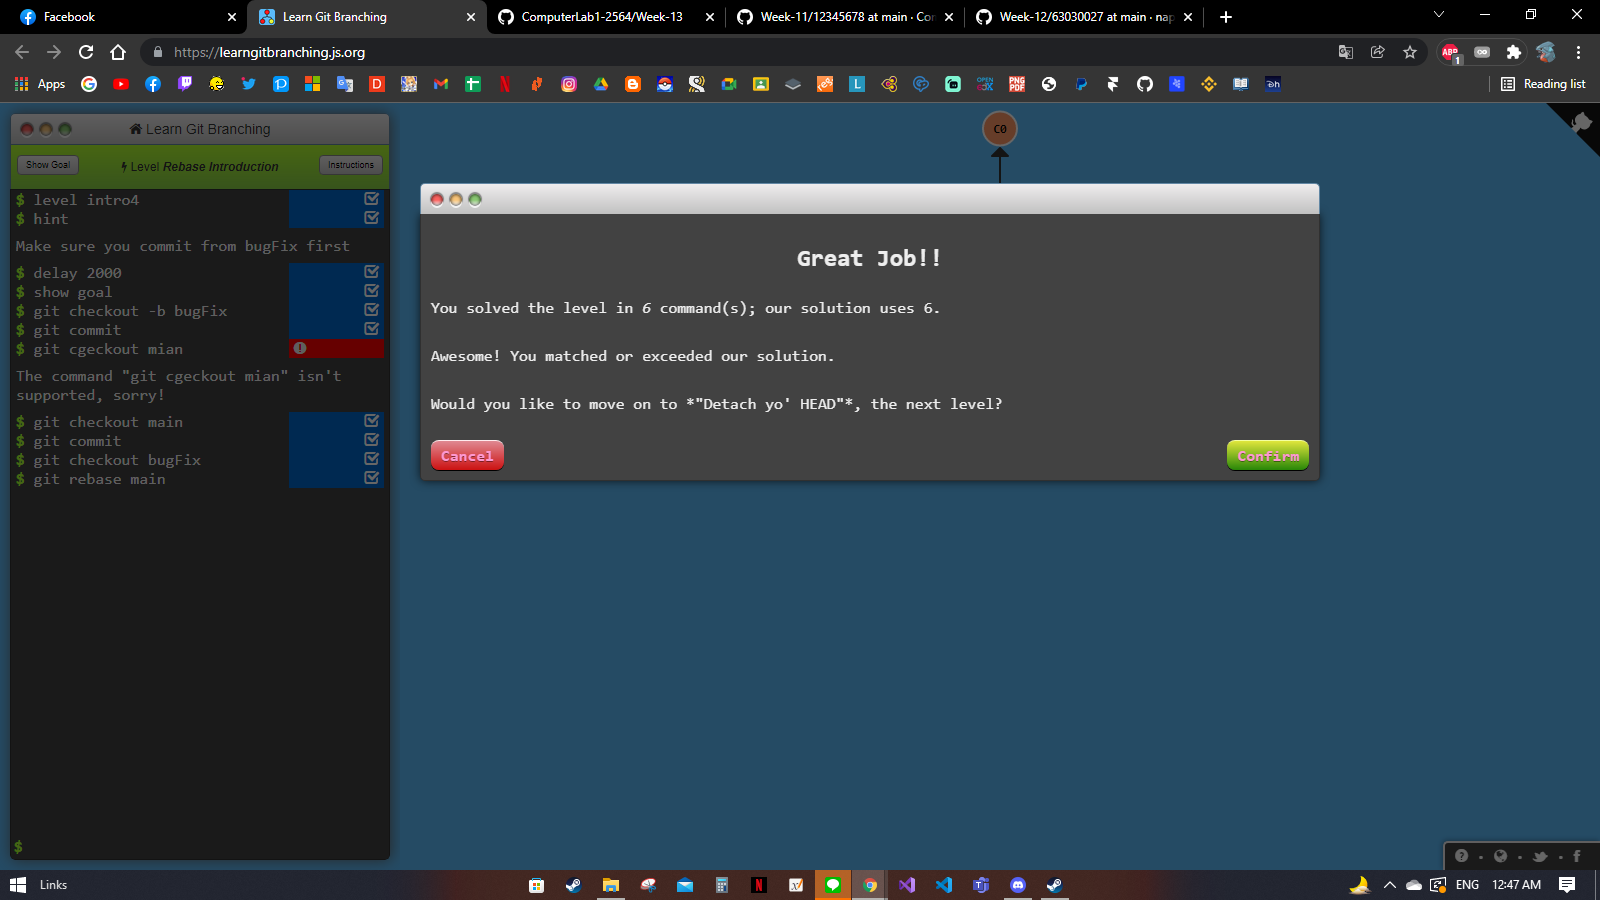 Facebook
Learn Git Branching
ComputerLab1-2564/Week-13
Week-11/12345678 at main · Co
Week-12/63030027 at main · nap
https://learngitbranching.js.org
ABP
1
Apps
Reading list
Learn Git Branching
Show Goal
Level Rebase Introduction
Instructions
$ level intro4
$ hint
Make sure you commit from bugFix first
$ delay 2000
$ show goal
$ git checkout -b bugFix
$ git commit
$ git cgeckout mian
The command "git cgeckout mian" isn't
supported, sorry!
$ git checkout main
$ git commit
$ git checkout bugFix
$ git rebase main
$
C0
Great Job!!
You solved the level in 6 command(s); our solution uses 6.
Awesome! You matched or exceeded our solution.
Would you like to move on to *"Detach yo' HEAD"*, the next level?
Cancel
Confirm
Links
ENG
12:47 AM